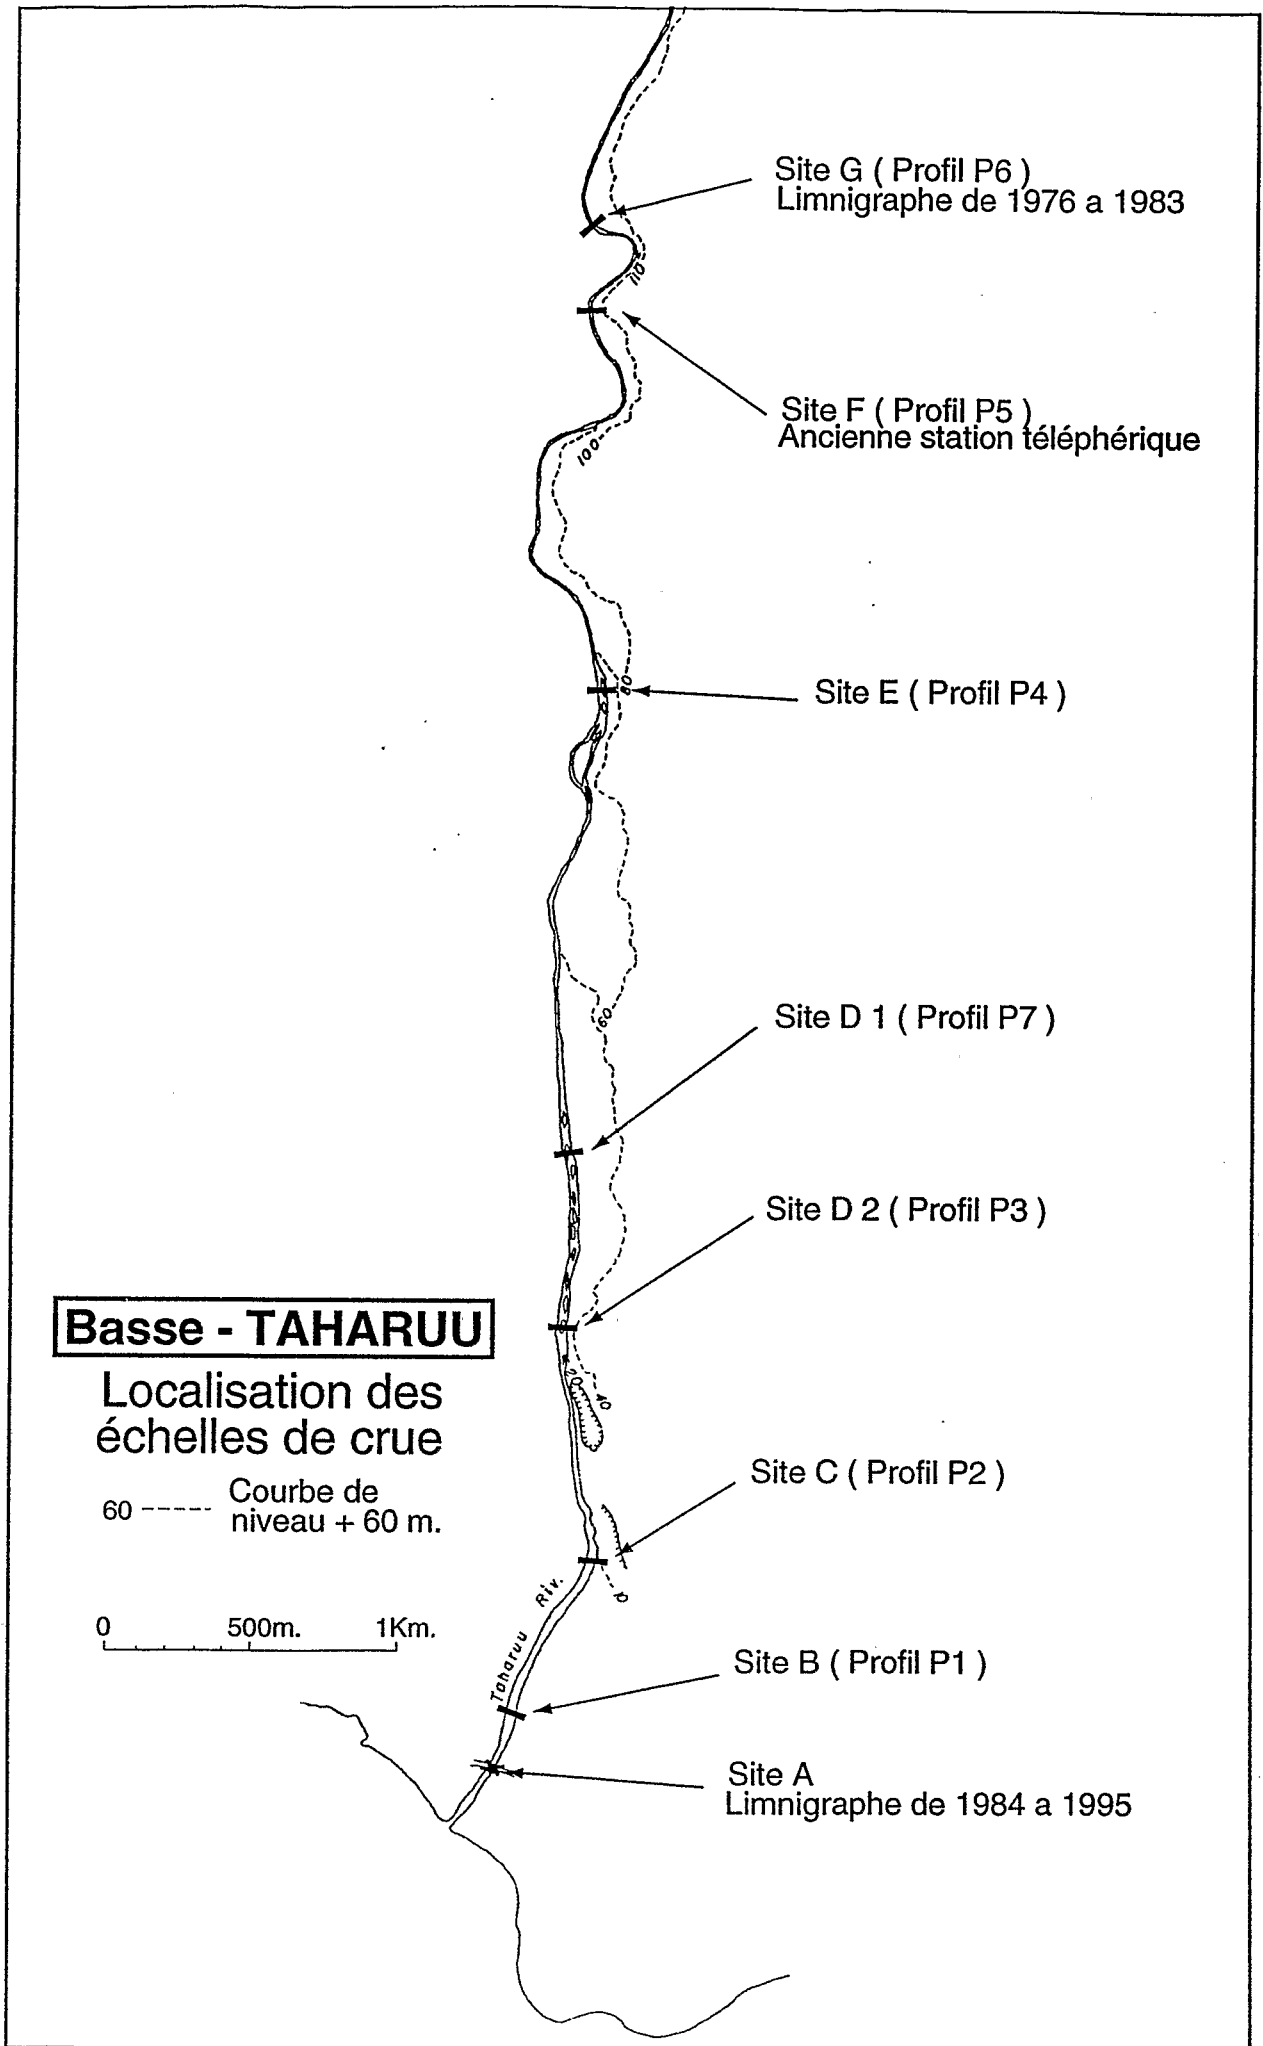 Site G ( Profil P6 )
Limnigraphe de 1976 a 1983
110
Site F ( Profil P5 )
Ancienne station téléphérique
100
80
Site E ( Profil P4 )
60
Site D 1 ( Profil P7 )
Site D 2 ( Profil P3 )
Basse - TAHARUU
Localisation des
échelles de crue
60 ----- Courbe de
niveau + 60 m.
20
40
Site C ( Profil P2 )
10
Taharuu Riv.
0 500m. 1Km.
Site B ( Profil P1 )
Site A
Limnigraphe de 1984 a 1995